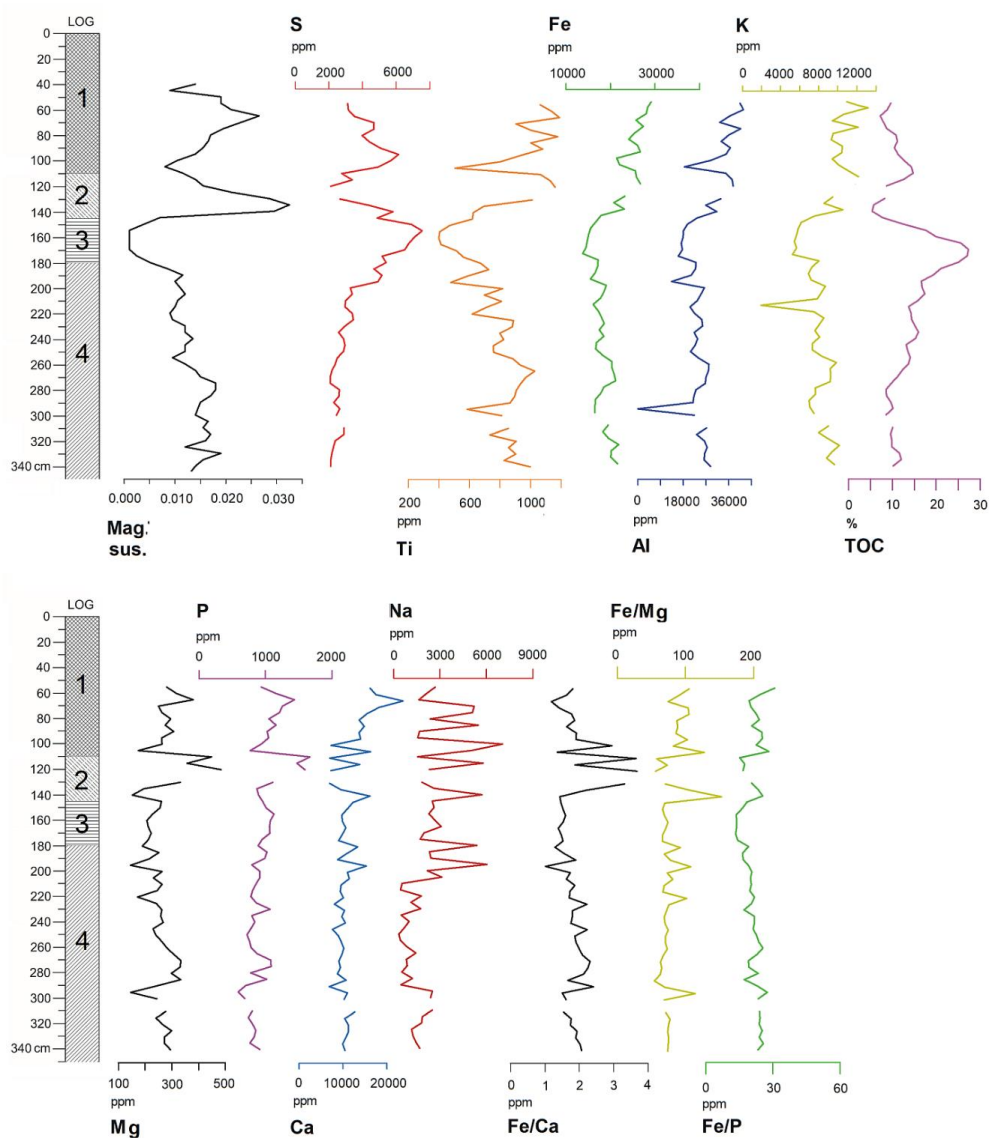 LOG
S
ppm
0 2000 6000
Fe
ppm
10000 30000
K
ppm
0 4000 8000 12000
0
20
40
60
80
100
120
140
160
180
200
220
240
260
280
300
320
340 cm
1
2
3
4
0.000 0.010 0.020 0.030
Mag.
sus.
200 600 1000
ppm
Ti
0 18000 36000
ppm
Al
0 10 20 30
%
TOC
LOG
P
ppm
0 1000 2000
Na
ppm
0 3000 6000 9000
Fe/Mg
ppm
0 100 200
0
20
40
60
80
100
120
140
160
180
200
220
240
260
280
300
320
340 cm
1
2
3
4
100 300 500
ppm
Mg
0 10000 20000
ppm
Ca
0 1 2 3 4
ppm
Fe/Ca
0 30 60
ppm
Fe/P